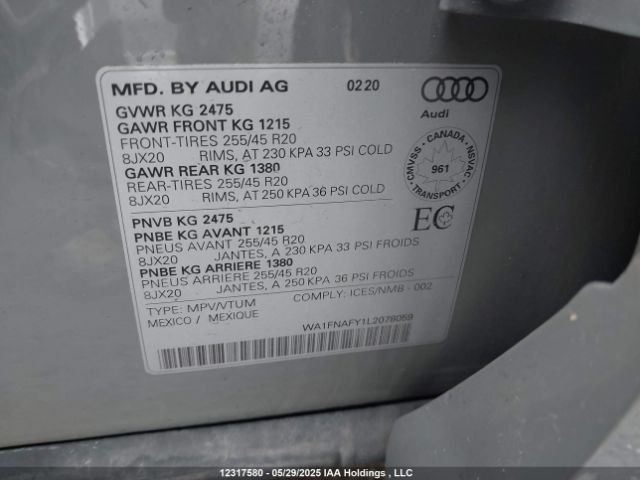 MFD. BY AUDI AG 0220
Audi
GVWR KG 2475
GAWR FRONT KG 1215
FRONT-TIRES 255/45 R20
8JX20 RIMS, AT 230 KPA 33 PSI COLD
GAWR REAR KG 1380
REAR-TIRES 255/45 R20
8JX20 RIMS, AT 250 KPA 36 PSI COLD
CMVSS - CANADA - NSVAC
961
TRANSPORT
PNVB KG 2475
PNBE KG AVANT 1215
PNEUS AVANT 255/45 R20
8JX20 JANTES, A 230 KPA 33 PSI FROIDS
PNBE KG ARRIERE 1380
PNEUS ARRIERE 255/45 R20
8JX20 JANTES, A 250 KPA 36 PSI FROIDS
EC
TYPE: MPV/VTUM COMPLY: ICES/NMB - 002
MEXICO / MEXIQUE
WA1FNAFY1L2078059
12317580 - 05/29/2025 IAA Holdings , LLC